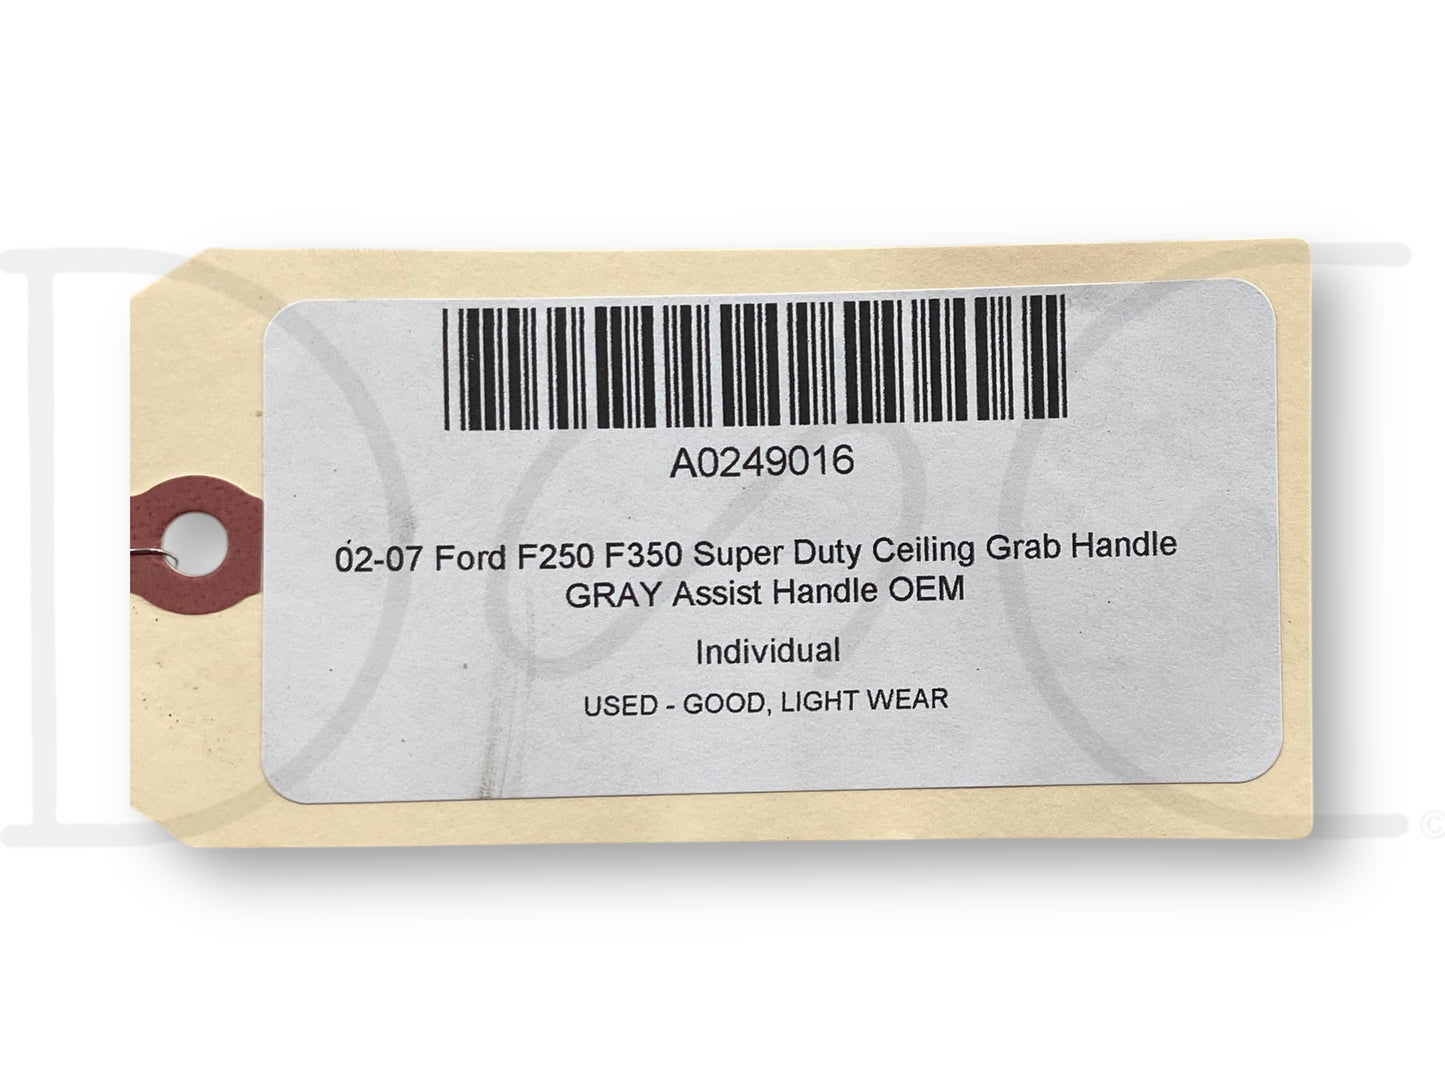 A0249016
02-07 Ford F250 F350 Super Duty Ceiling Grab Handle
GRAY Assist Handle OEM
Individual
USED - GOOD, LIGHT WEAR
©